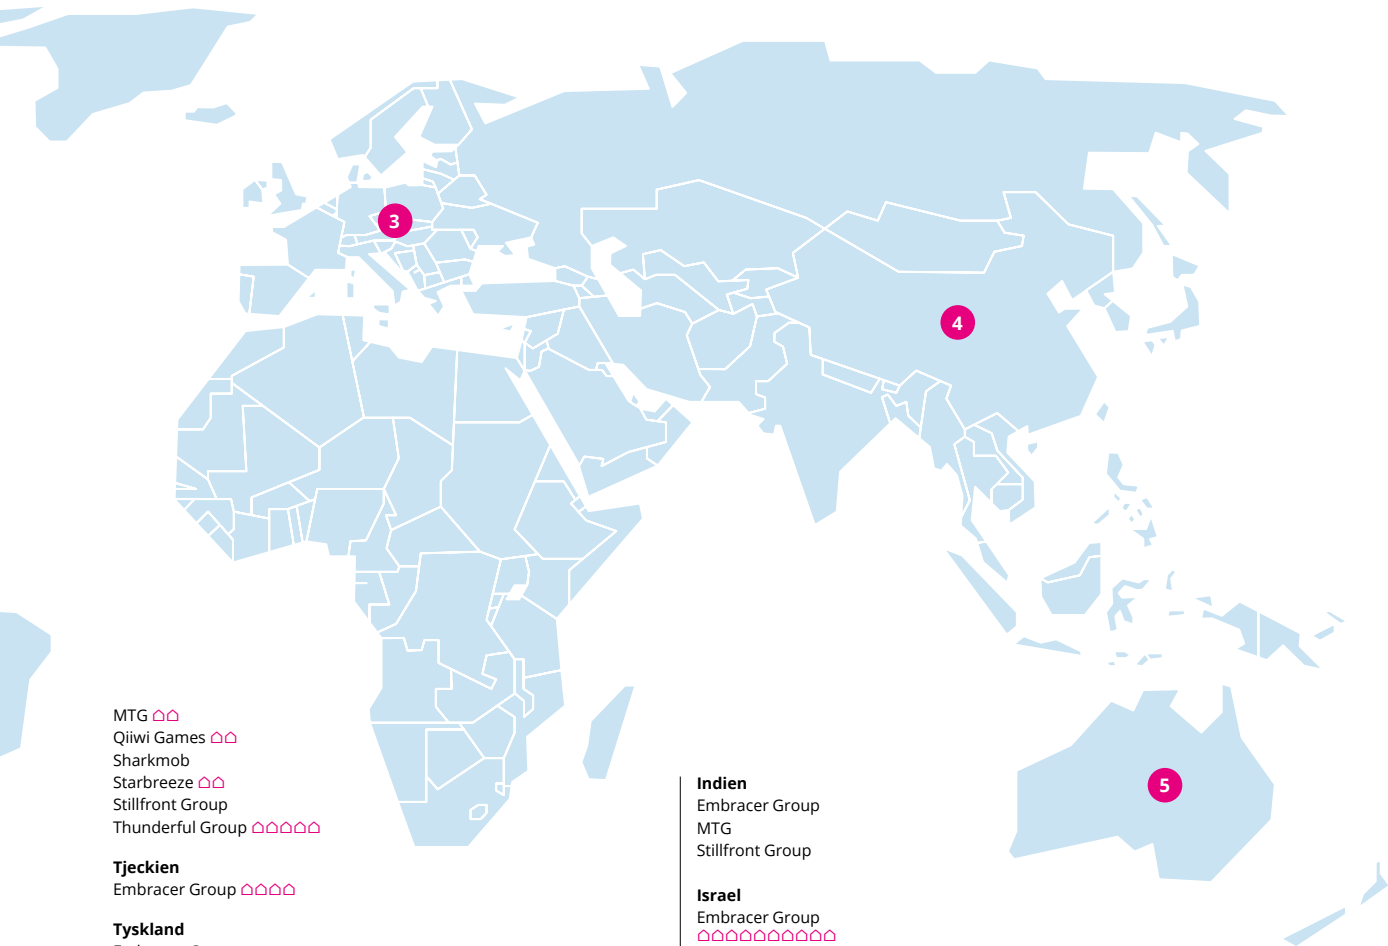 3
4
5
MTG
Qiiwi Games
Sharkmob
Starbreeze
Stillfront Group
Thunderful Group
Tjeckien
Embracer Group
Tyskland
Indien
Embracer Group
MTG
Stillfront Group
Israel
Embracer Group